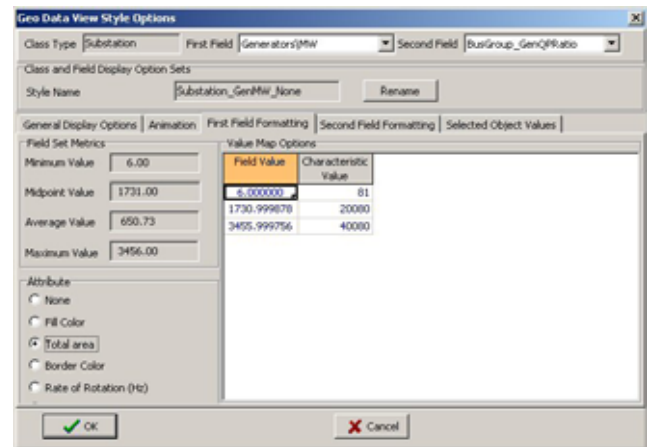 Geo Data View Style Options
Class Type Substation First Field Generators\MW Second Field BusGroup_GenQPRatio
Class and Field Display Option Sets
Style Name Substation_GenMW_None Rename
General Display Options Animation First Field Formatting Second Field Formatting Selected Object Values
Field Set Metrics
Minimum Value 6.00
Midpoint Value 1731.00
Average Value 650.73
Maximum Value 3456.00
Attribute
None
Fill Color
Total area
Border Color
Rate of Rotation (Hz)
Value Map Options
Field Value Characteristic Value
6.000000 81
1730.999878 20080
3455.999756 40080
OK Cancel